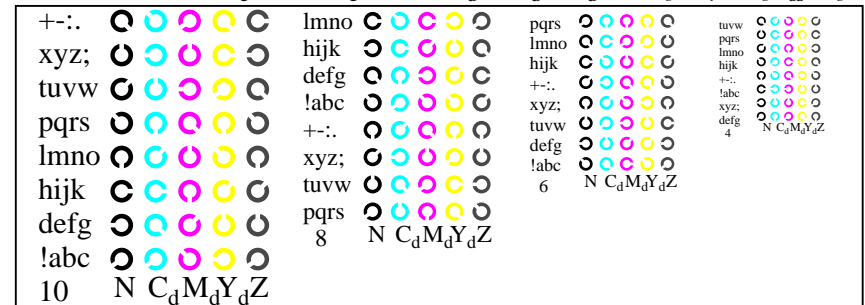 +-:.
xyz;
tuvw
pqrs
lmno
hijk
defg
!abc
10 N CdMdYdZ
lmno
hijk
defg
!abc
+-:.
xyz;
tuvw
pqrs
8 N CdMdYdZ
pqrs
lmno
hijk
+-:.
xyz;
tuvw
defg
!abc
6 N CdMdYdZ
tuvw
pqrs
lmno
hijk
+-:.
!abc
xyz;
defg
4 N CdMdYdZ